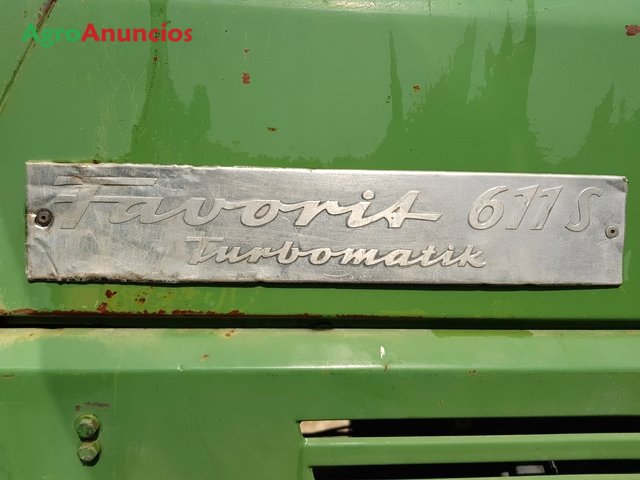 AgroAnuncios
Favorit 611 S
Turbomatik